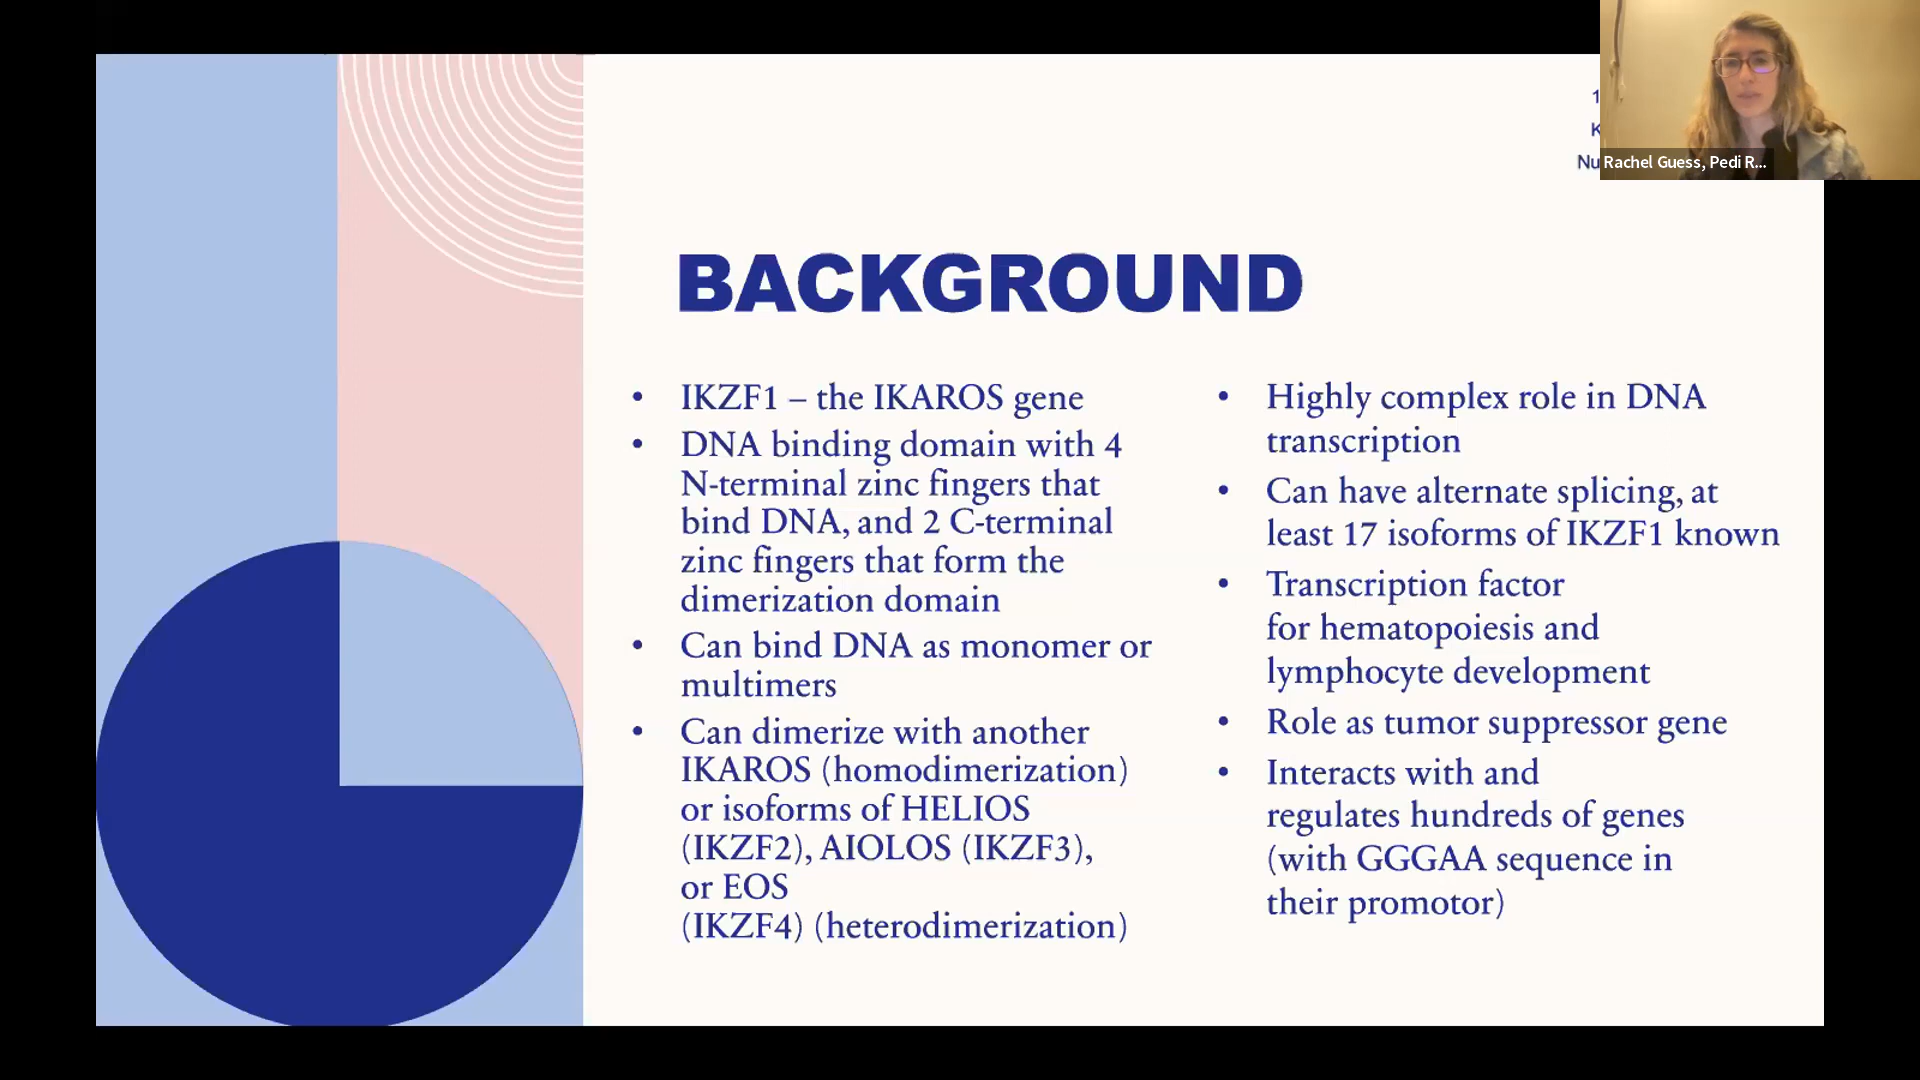 1
K
Nu
Rachel Guess, Pedi R...
BACKGROUND
• IKZF1 – the IKAROS gene
• DNA binding domain with 4
N-terminal zinc fingers that
bind DNA, and 2 C-terminal
zinc fingers that form the
dimerization domain
• Can bind DNA as monomer or
multimers
• Can dimerize with another
IKAROS (homodimerization)
or isoforms of HELIOS
(IKZF2), AIOLOS (IKZF3),
or EOS
(IKZF4) (heterodimerization)
• Highly complex role in DNA
transcription
• Can have alternate splicing, at
least 17 isoforms of IKZF1 known
• Transcription factor
for hematopoiesis and
lymphocyte development
• Role as tumor suppressor gene
• Interacts with and
regulates hundreds of genes
(with GGGAA sequence in
their promotor)